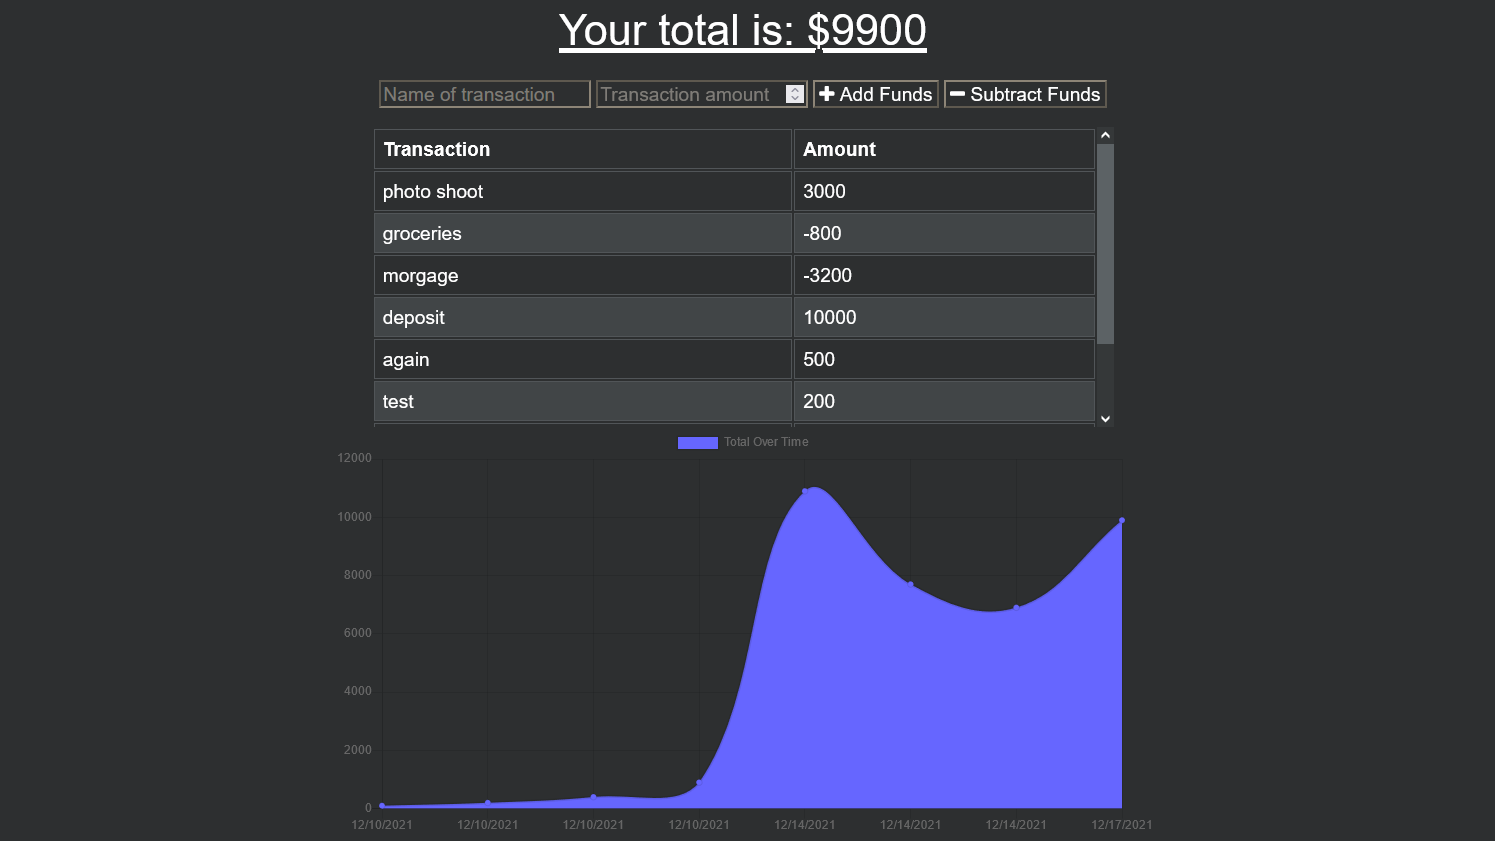 Your total is: $9900
Name of transaction Transaction amount + Add Funds − Subtract Funds
Transaction Amount
photo shoot 3000
groceries -800
morgage -3200
deposit 10000
again 500
test 200
Total Over Time
12000
10000
8000
6000
4000
2000
0
12/10/2021 12/10/2021 12/10/2021 12/10/2021 12/14/2021 12/14/2021 12/14/2021 12/17/2021